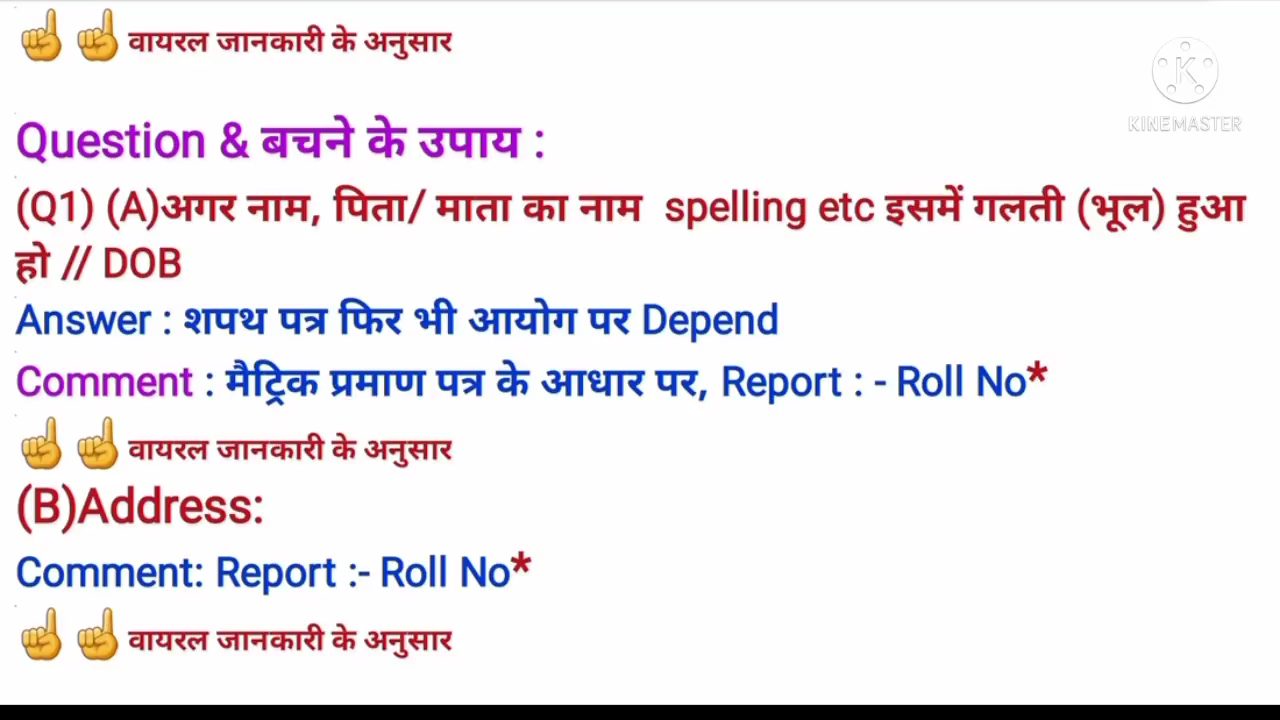 ☝️ ☝️ वायरल जानकारी के अनुसार
KINEMASTER
Question & बचने के उपाय :
(Q1) (A)अगर नाम, पिता/ माता का नाम spelling etc इसमें गलती (भूल) हुआ
हो // DOB
Answer : शपथ पत्र फिर भी आयोग पर Depend
Comment : मैट्रिक प्रमाण पत्र के आधार पर, Report : - Roll No*
☝️ ☝️ वायरल जानकारी के अनुसार
(B)Address:
Comment: Report :- Roll No*
☝️ ☝️ वायरल जानकारी के अनुसार